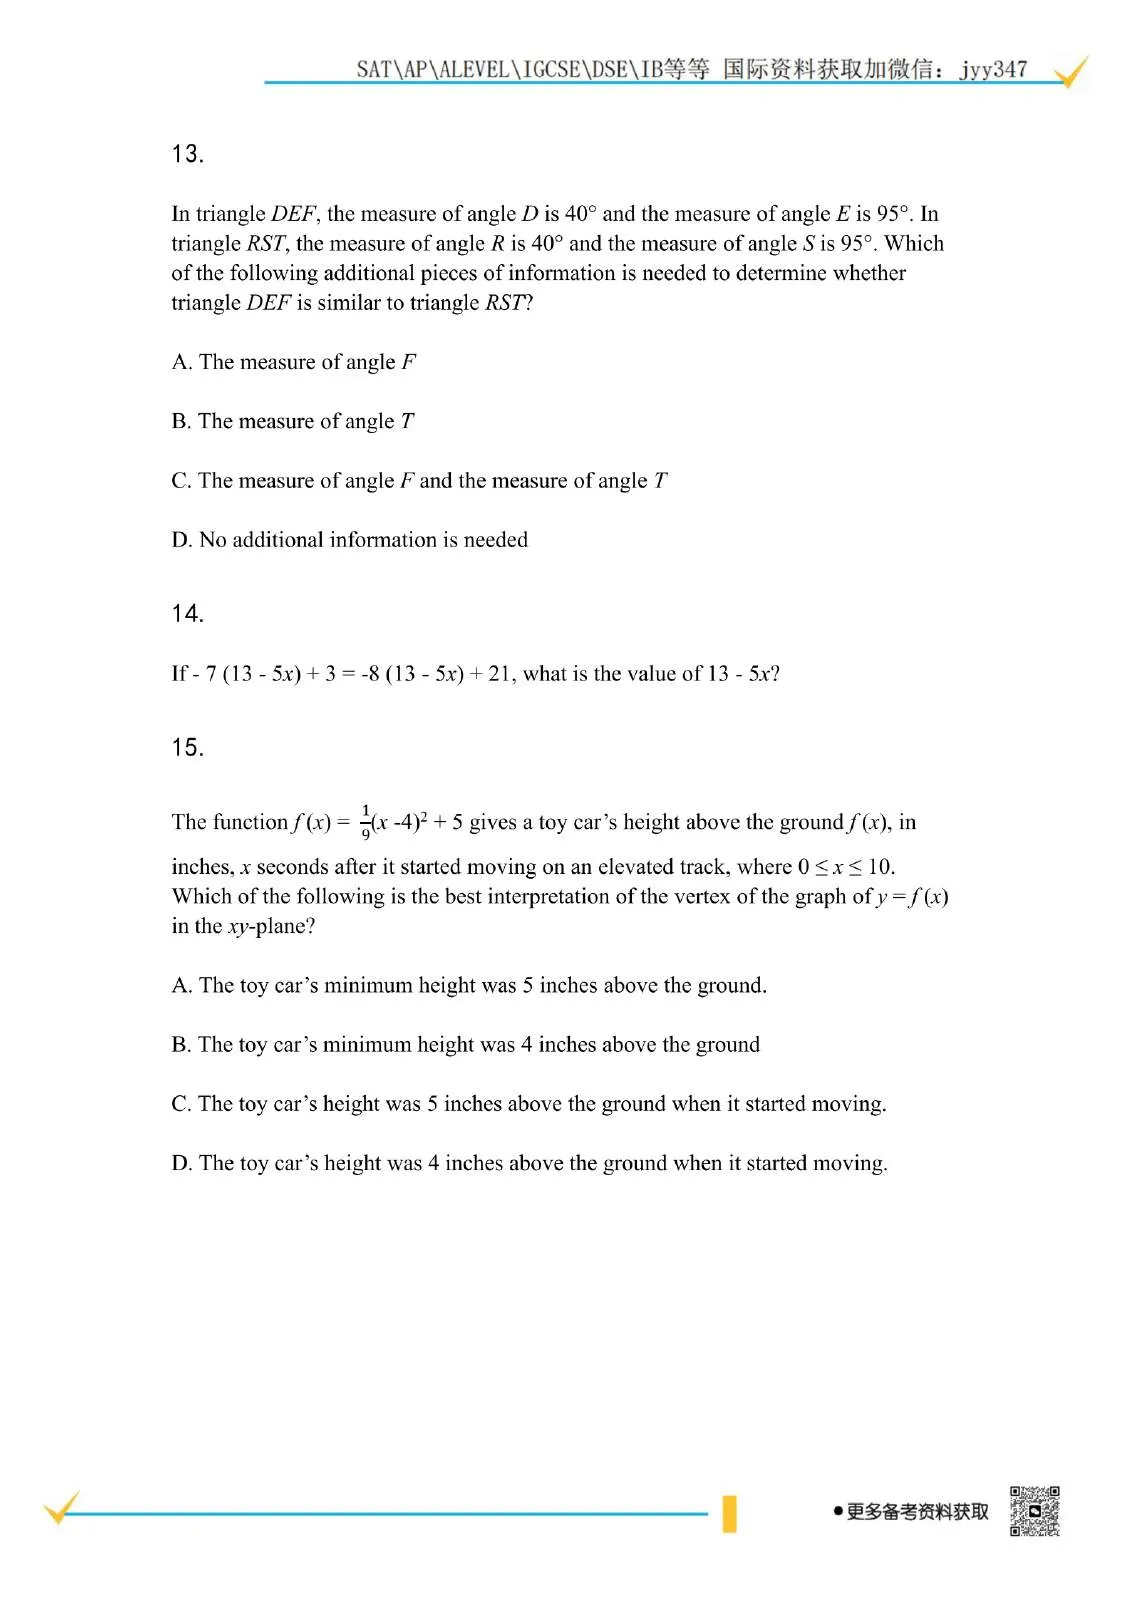 SAT\AP\ALEVEL\IGCSE\DSE\IB等等 国际资料获取加微信：jyy347
13.
In triangle DEF, the measure of angle D is 40° and the measure of angle E is 95°. In
triangle RST, the measure of angle R is 40° and the measure of angle S is 95°. Which
of the following additional pieces of information is needed to determine whether
triangle DEF is similar to triangle RST?
A. The measure of angle F
B. The measure of angle T
C. The measure of angle F and the measure of angle T
D. No additional information is needed
14.
If - 7 (13 - 5x) + 3 = -8 (13 - 5x) + 21, what is the value of 13 - 5x?
15.
The function f (x) = 1/9(x -4)² + 5 gives a toy car’s height above the ground f (x), in
inches, x seconds after it started moving on an elevated track, where 0 ≤ x ≤ 10.
Which of the following is the best interpretation of the vertex of the graph of y = f (x)
in the xy-plane?
A. The toy car’s minimum height was 5 inches above the ground.
B. The toy car’s minimum height was 4 inches above the ground
C. The toy car’s height was 5 inches above the ground when it started moving.
D. The toy car’s height was 4 inches above the ground when it started moving.
●更多备考资料获取